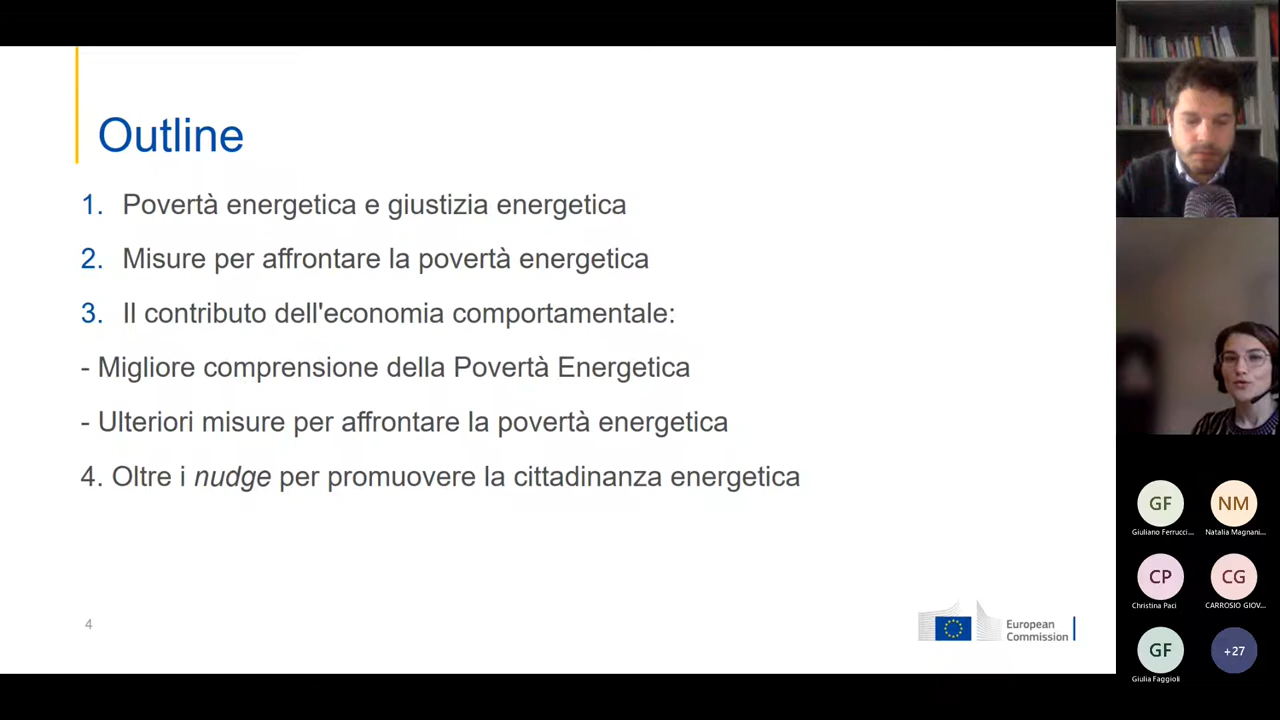 Outline
1. Povertà energetica e giustizia energetica
2. Misure per affrontare la povertà energetica
3. Il contributo dell'economia comportamentale:
- Migliore comprensione della Povertà Energetica
- Ulteriori misure per affrontare la povertà energetica
4. Oltre i nudge per promuovere la cittadinanza energetica
4
European
Commission
GF
NM
Giuliano Ferrucci...
Natalia Magnani...
CP
CG
Christina Paci
CARROSIO GIOV...
GF
+27
Giulia Faggioli